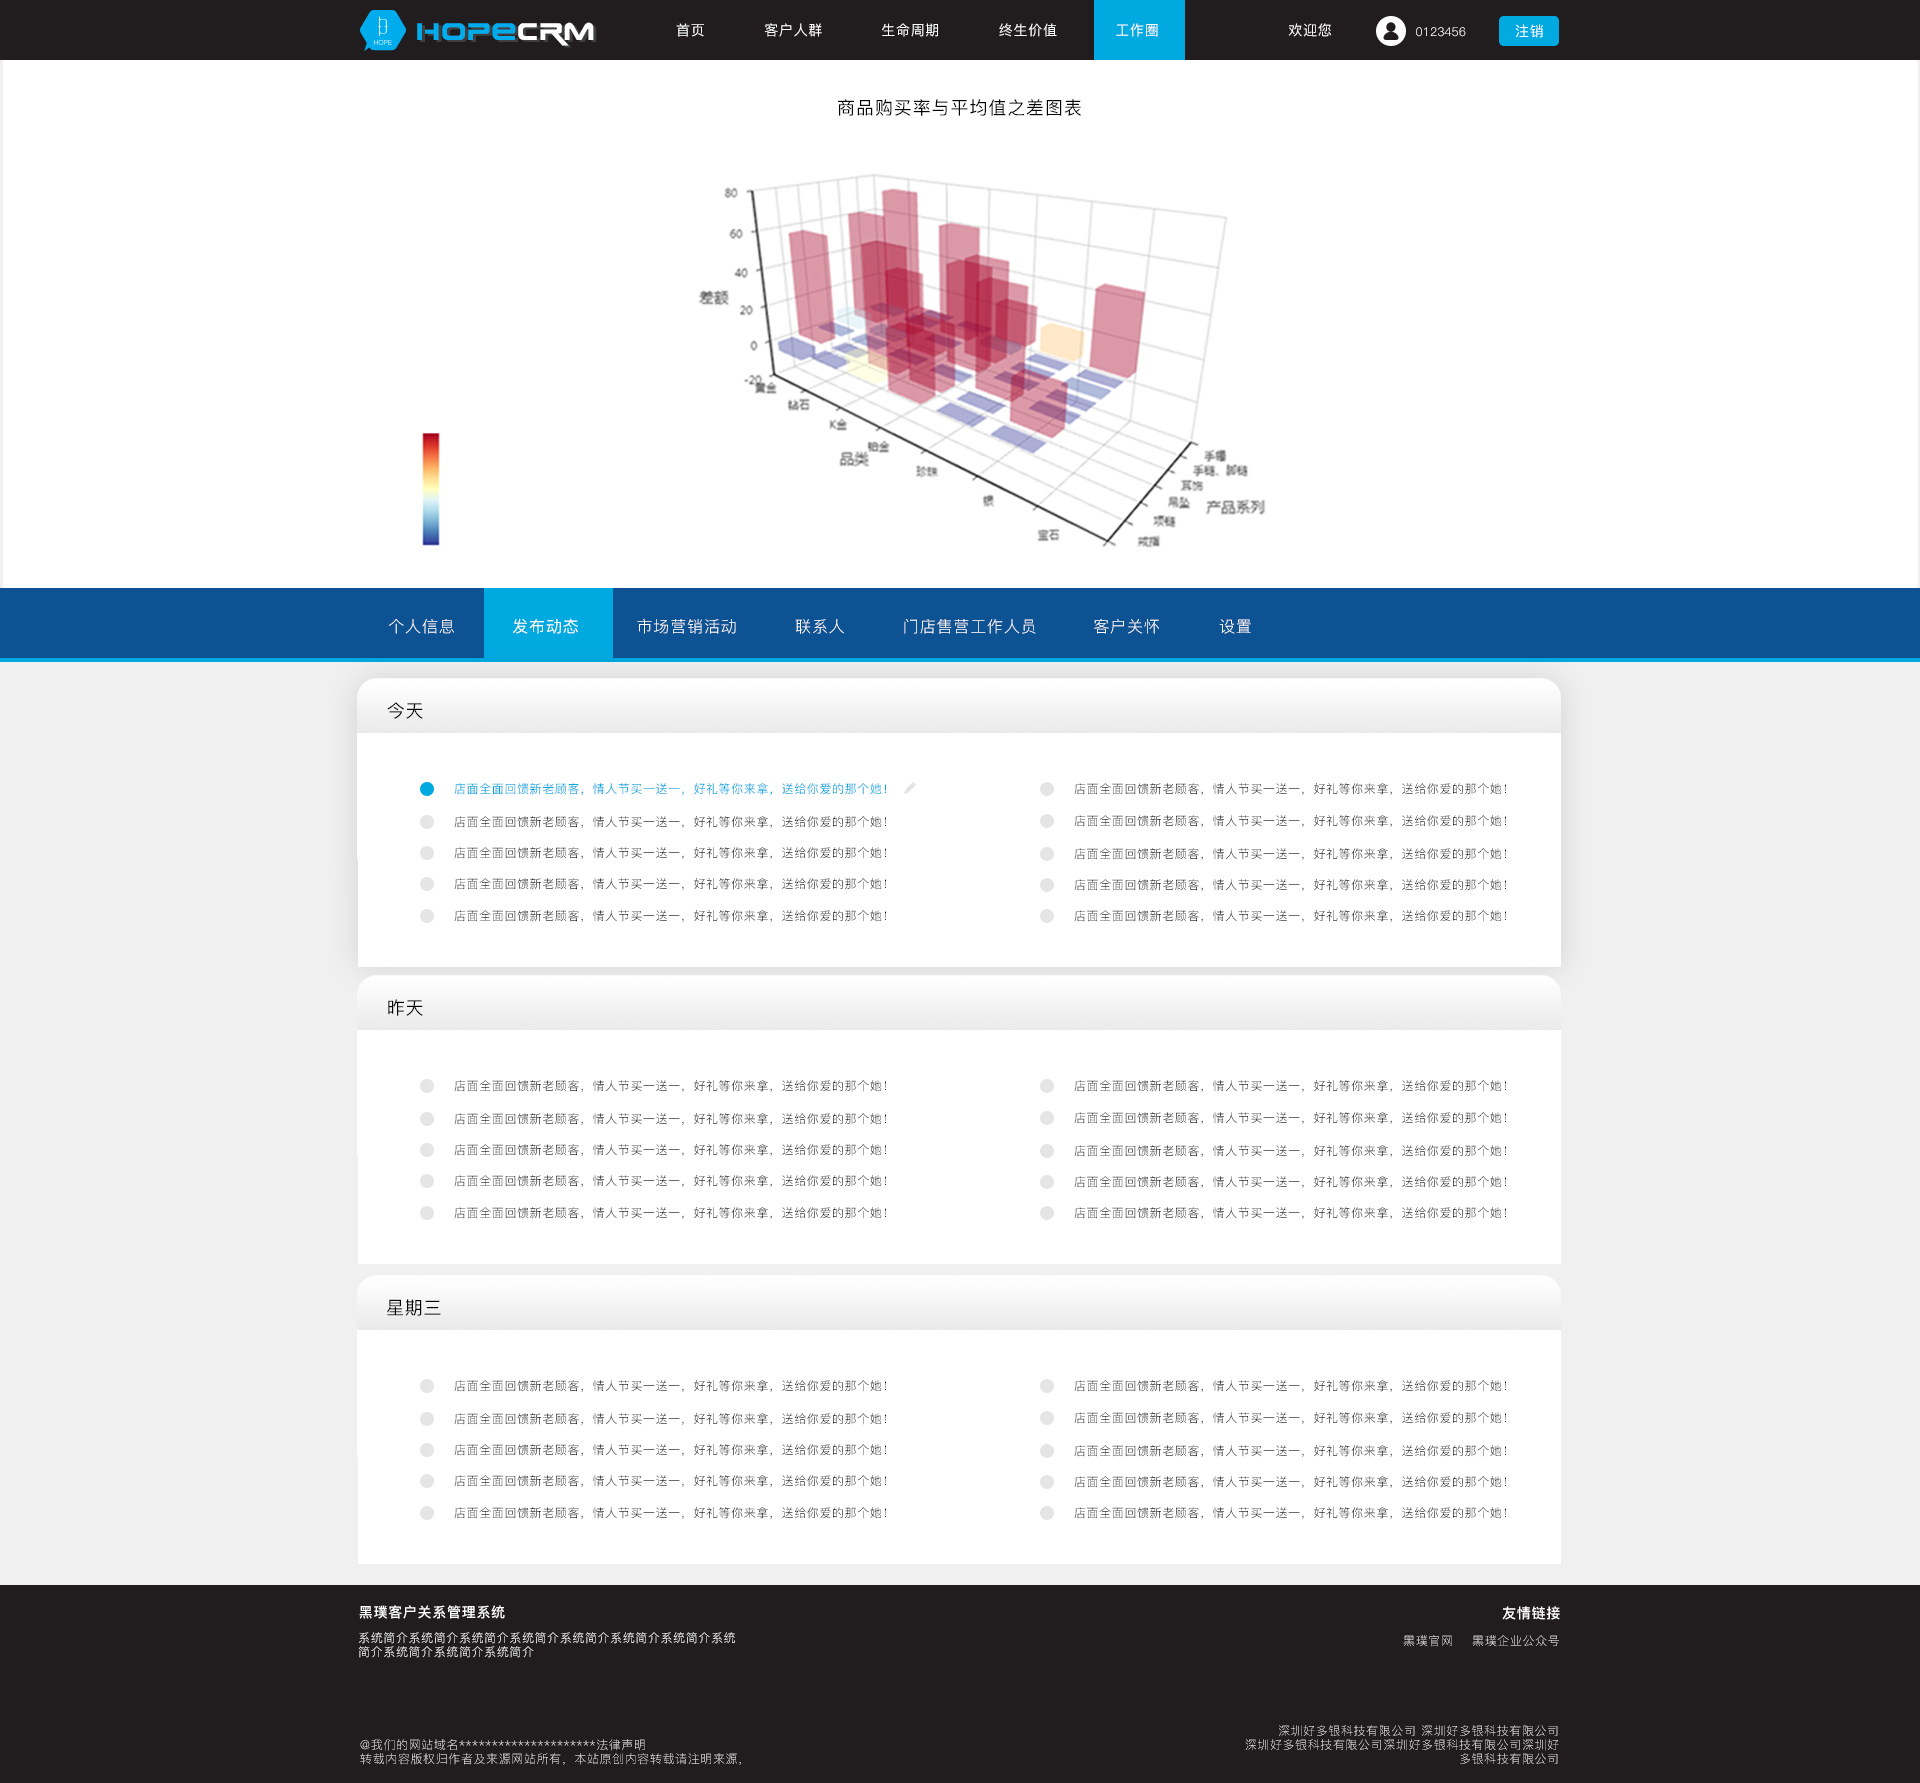 HOPE HOPECRM 首页 客户人群 生命周期 终生价值 工作圈 欢迎您 0123456 注销
商品购买率与平均值之差图表
80
60
40
差额
20
0
-20
黄金
钻石
K金
铂金
品类
珍珠
银
宝石
手镯
手链、脚链
耳饰
吊坠
产品系列
项链
戒指
个人信息 发布动态 市场营销活动 联系人 门店售营工作人员 客户关怀 设置
今天
店面全面回馈新老顾客，情人节买一送一，好礼等你来拿，送给你爱的那个她！ 店面全面回馈新老顾客，情人节买一送一，好礼等你来拿，送给你爱的那个她！
店面全面回馈新老顾客，情人节买一送一，好礼等你来拿，送给你爱的那个她！ 店面全面回馈新老顾客，情人节买一送一，好礼等你来拿，送给你爱的那个她！
店面全面回馈新老顾客，情人节买一送一，好礼等你来拿，送给你爱的那个她！ 店面全面回馈新老顾客，情人节买一送一，好礼等你来拿，送给你爱的那个她！
店面全面回馈新老顾客，情人节买一送一，好礼等你来拿，送给你爱的那个她！ 店面全面回馈新老顾客，情人节买一送一，好礼等你来拿，送给你爱的那个她！
店面全面回馈新老顾客，情人节买一送一，好礼等你来拿，送给你爱的那个她！ 店面全面回馈新老顾客，情人节买一送一，好礼等你来拿，送给你爱的那个她！
昨天
店面全面回馈新老顾客，情人节买一送一，好礼等你来拿，送给你爱的那个她！ 店面全面回馈新老顾客，情人节买一送一，好礼等你来拿，送给你爱的那个她！
店面全面回馈新老顾客，情人节买一送一，好礼等你来拿，送给你爱的那个她！ 店面全面回馈新老顾客，情人节买一送一，好礼等你来拿，送给你爱的那个她！
店面全面回馈新老顾客，情人节买一送一，好礼等你来拿，送给你爱的那个她！ 店面全面回馈新老顾客，情人节买一送一，好礼等你来拿，送给你爱的那个她！
店面全面回馈新老顾客，情人节买一送一，好礼等你来拿，送给你爱的那个她！ 店面全面回馈新老顾客，情人节买一送一，好礼等你来拿，送给你爱的那个她！
店面全面回馈新老顾客，情人节买一送一，好礼等你来拿，送给你爱的那个她！ 店面全面回馈新老顾客，情人节买一送一，好礼等你来拿，送给你爱的那个她！
星期三
店面全面回馈新老顾客，情人节买一送一，好礼等你来拿，送给你爱的那个她！ 店面全面回馈新老顾客，情人节买一送一，好礼等你来拿，送给你爱的那个她！
店面全面回馈新老顾客，情人节买一送一，好礼等你来拿，送给你爱的那个她！ 店面全面回馈新老顾客，情人节买一送一，好礼等你来拿，送给你爱的那个她！
店面全面回馈新老顾客，情人节买一送一，好礼等你来拿，送给你爱的那个她！ 店面全面回馈新老顾客，情人节买一送一，好礼等你来拿，送给你爱的那个她！
店面全面回馈新老顾客，情人节买一送一，好礼等你来拿，送给你爱的那个她！ 店面全面回馈新老顾客，情人节买一送一，好礼等你来拿，送给你爱的那个她！
店面全面回馈新老顾客，情人节买一送一，好礼等你来拿，送给你爱的那个她！ 店面全面回馈新老顾客，情人节买一送一，好礼等你来拿，送给你爱的那个她！
黑璞客户关系管理系统 友情链接
系统简介系统简介系统简介系统简介系统简介系统简介系统简介系统
简介系统简介系统简介系统简介
黑璞官网 黑璞企业公众号
深圳好多银科技有限公司 深圳好多银科技有限公司
@我们的网站域名*********************法律声明 深圳好多银科技有限公司深圳好多银科技有限公司深圳好
转载内容版权归作者及来源网站所有，本站原创内容转载请注明来源， 多银科技有限公司